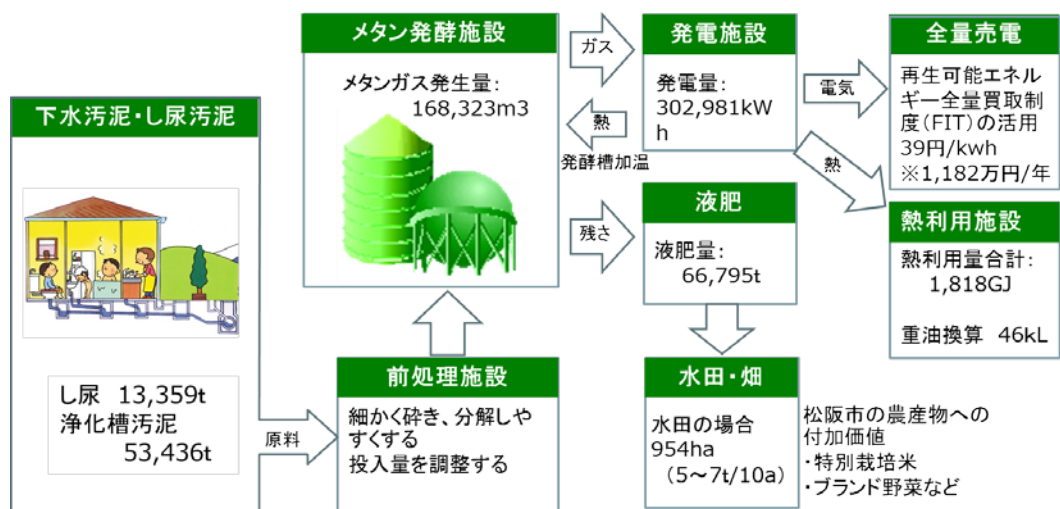 下水汚泥・し尿汚泥
し尿 13,359t
浄化槽汚泥
53,436t
原料
前処理施設
細かく砕き、分解しや
すくする
投入量を調整する
メタン発酵施設
メタンガス発生量：
168,323m3
ガス
熱
発酵槽加温
残さ
発電施設
発電量：
302,981kW
h
電気
熱
全量売電
再生可能エネル
ギー全量買取制
度(FIT)の活用
39円/kwh
※1,182万円/年
熱利用施設
熱利用量合計：
1,818GJ
重油換算 46kL
液肥
液肥量：
66,795t
水田・畑
水田の場合
954ha
（5～7t/10a）
松阪市の農産物への
付加価値
・特別栽培米
・ブランド野菜など